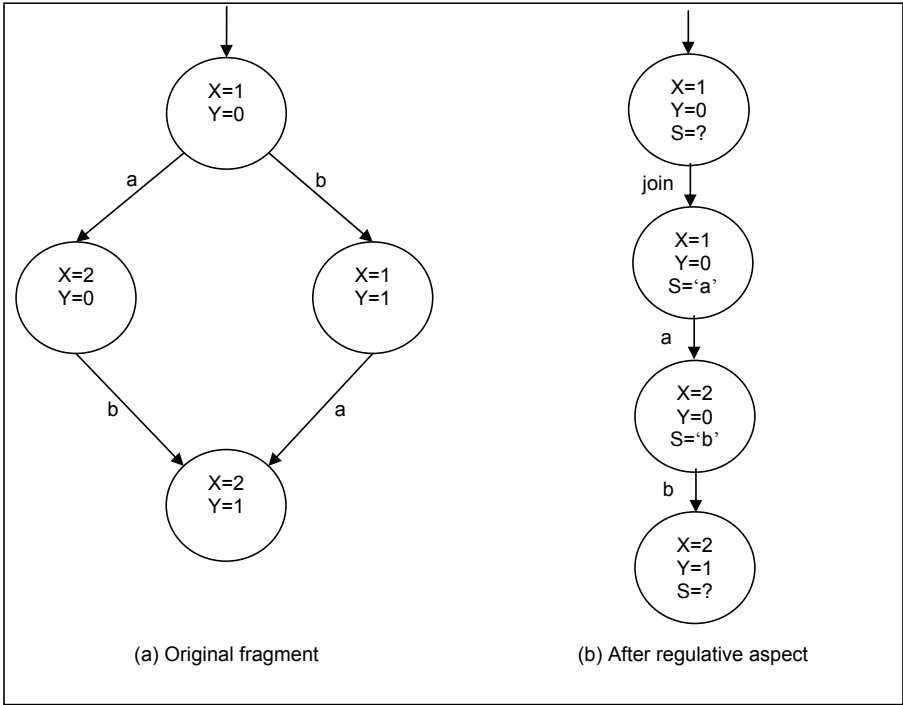 X=1
Y=0
a
b
X=2
Y=0
X=1
Y=1
b
a
X=2
Y=1
(a) Original fragment
X=1
Y=0
S=?
join
X=1
Y=0
S=‘a’
a
X=2
Y=0
S=‘b’
b
X=2
Y=1
S=?
(b) After regulative aspect